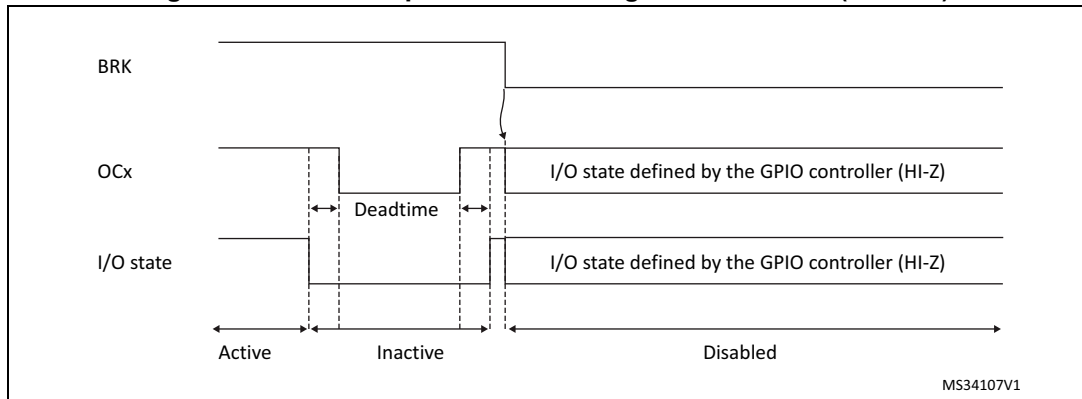 BRK
OCx
I/O state defined by the GPIO controller (HI-Z)
Deadtime
I/O state
I/O state defined by the GPIO controller (HI-Z)
Active
Inactive
Disabled
MS34107V1